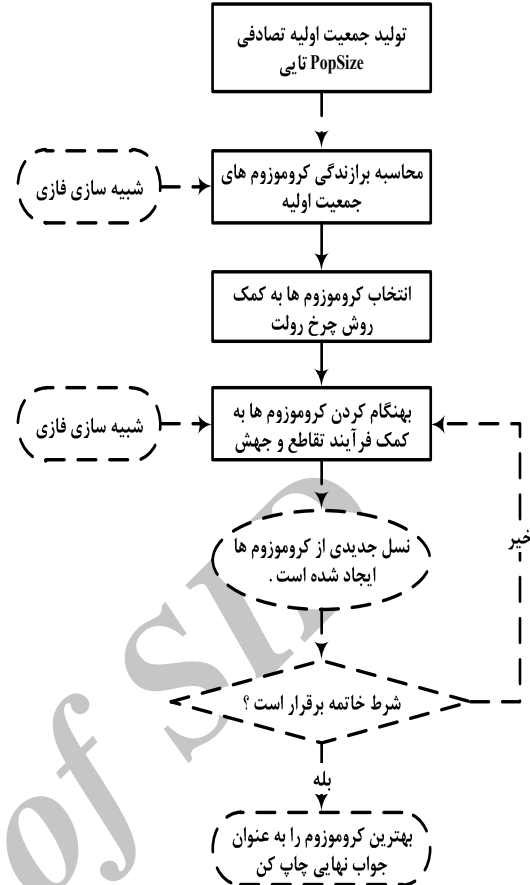 تولید جمعیت اولیه تصادفی
PopSize تایی
محاسبه برازندگی کروموزوم های
جمعیت اولیه
شبیه سازی فازی
انتخاب کروموزوم ها به کمک
روش چرخ رولت
بهنگام کردن کروموزوم ها به
کمک فرآیند تقاطع و جهش
شبیه سازی فازی
نسل جدیدی از کروموزوم ها
ایجاد شده است .
خیر
شرط خاتمه برقرار است ؟
بله
بهترین کروموزوم را به عنوان
جواب نهایی چاپ کن
of SID